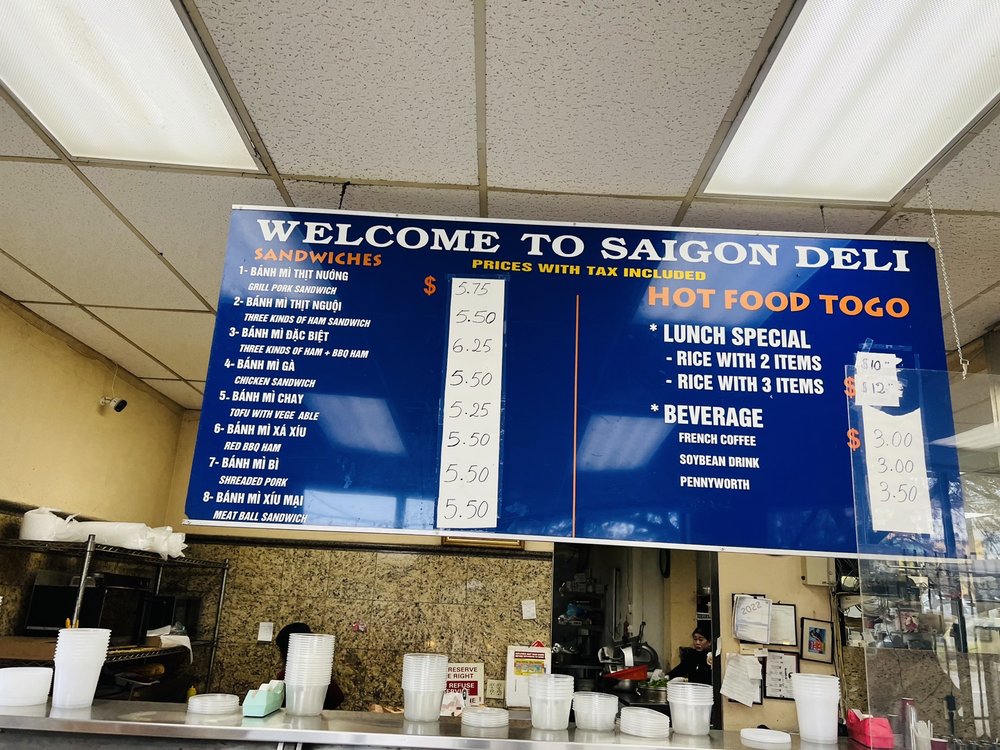 WELCOME TO SAIGON DELI
PRICES WITH TAX INCLUDED
SANDWICHES
$
1- BÁNH MÌ THỊT NUỚNG 5.75
GRILL PORK SANDWICH
2- BÁNH MÌ THỊT NGUỘI 5.50
THREE KINDS OF HAM SANDWICH
3- BÁNH MÌ ĐẶC BIỆT 6.25
THREE KINDS OF HAM + BBQ HAM
4- BÁNH MÌ GÀ 5.50
CHICKEN SANDWICH
5- BÁNH MÌ CHAY 5.25
TOFU WITH VEGE ABLE
6- BÁNH MÌ XÁ XÍU 5.50
RED BBQ HAM
7- BÁNH MÌ BÌ 5.50
SHREADED PORK
8- BÁNH MÌ XÍU MẠI 5.50
MEAT BALL SANDWICH
HOT FOOD TOGO
* LUNCH SPECIAL
- RICE WITH 2 ITEMS $10
- RICE WITH 3 ITEMS $ $12
* BEVERAGE
$
FRENCH COFFEE 3.00
SOYBEAN DRINK 3.00
PENNYWORTH 3.50
2022
RESERVE
RIGHT
REFUSE